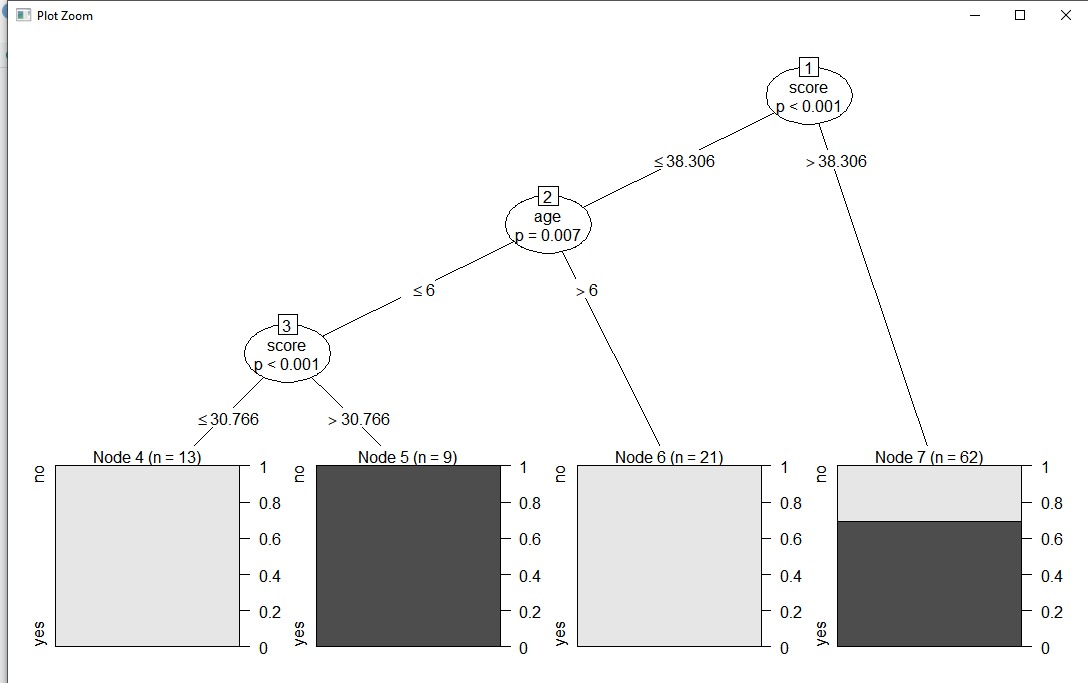 Plot Zoom
1
score
p < 0.001
≤ 38.306
> 38.306
2
age
p = 0.007
≤ 6
> 6
3
score
p < 0.001
≤ 30.766
> 30.766
Node 4 (n = 13)
no
yes
1
0.8
0.6
0.4
0.2
0
Node 5 (n = 9)
no
yes
1
0.8
0.6
0.4
0.2
0
Node 6 (n = 21)
no
yes
1
0.8
0.6
0.4
0.2
0
Node 7 (n = 62)
no
yes
1
0.8
0.6
0.4
0.2
0